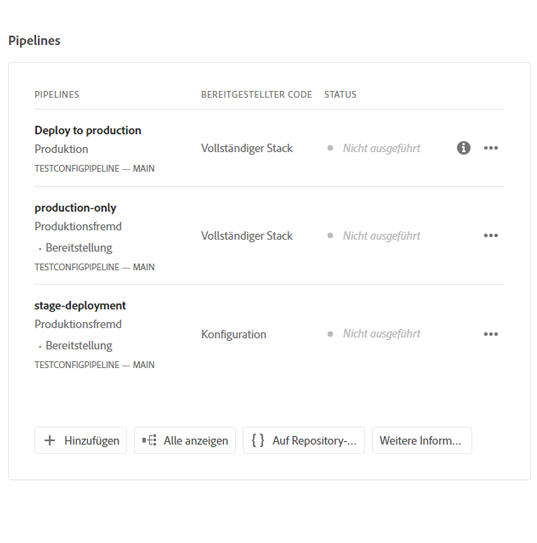 Pipelines
PIPELINES BEREITGESTELLTER CODE STATUS
Deploy to production
Produktion
TESTCONFIGPIPELINE — MAIN
Vollständiger Stack
Nicht ausgeführt
production-only
Produktionsfremd
· Bereitstellung
TESTCONFIGPIPELINE — MAIN
Vollständiger Stack
Nicht ausgeführt
stage-deployment
Produktionsfremd
· Bereitstellung
TESTCONFIGPIPELINE — MAIN
Konfiguration
Nicht ausgeführt
Hinzufügen Alle anzeigen Auf Repository-... Weitere Inform...